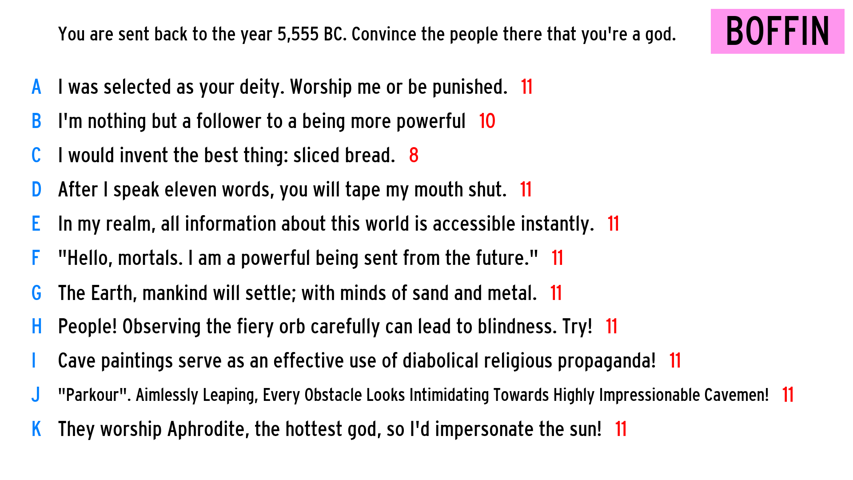 You are sent back to the year 5,555 BC. Convince the people there that you're a god.
BOFFIN
A I was selected as your deity. Worship me or be punished. 11
B I'm nothing but a follower to a being more powerful 10
C I would invent the best thing: sliced bread. 8
D After I speak eleven words, you will tape my mouth shut. 11
E In my realm, all information about this world is accessible instantly. 11
F "Hello, mortals. I am a powerful being sent from the future." 11
G The Earth, mankind will settle; with minds of sand and metal. 11
H People! Observing the fiery orb carefully can lead to blindness. Try! 11
I Cave paintings serve as an effective use of diabolical religious propaganda! 11
J "Parkour". Aimlessly Leaping, Every Obstacle Looks Intimidating Towards Highly Impressionable Cavemen! 11
K They worship Aphrodite, the hottest god, so I'd impersonate the sun! 11